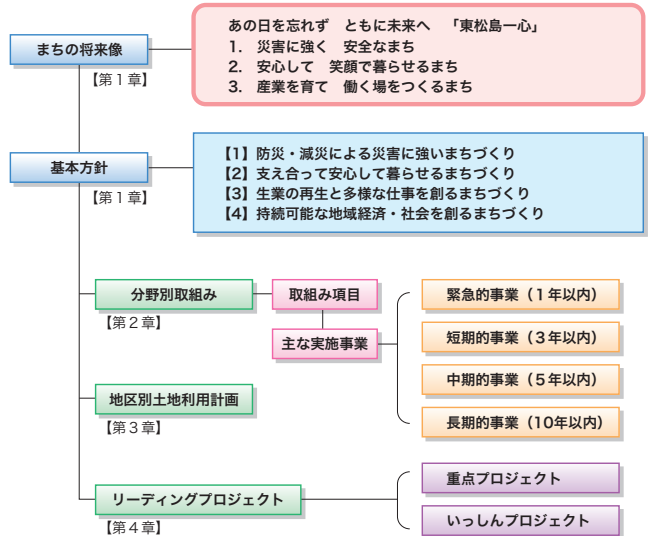 あの日を忘れず　ともに未来へ　「東松島一心」
1.　災害に強く　安全なまち
2.　安心して　笑顔で暮らせるまち
3.　産業を育て　働く場をつくるまち
まちの将来像
【第１章】
基本方針
【第１章】
【1】防災・減災による災害に強いまちづくり
【2】支え合って安心して暮らせるまちづくり
【3】生業の再生と多様な仕事を創るまちづくり
【4】持続可能な地域経済・社会を創るまちづくり
分野別取組み
【第２章】
取組み項目
主な実施事業
緊急的事業（１年以内）
短期的事業（３年以内）
中期的事業（５年以内）
長期的事業（10年以内）
地区別土地利用計画
【第３章】
リーディングプロジェクト
【第４章】
重点プロジェクト
いっしんプロジェクト